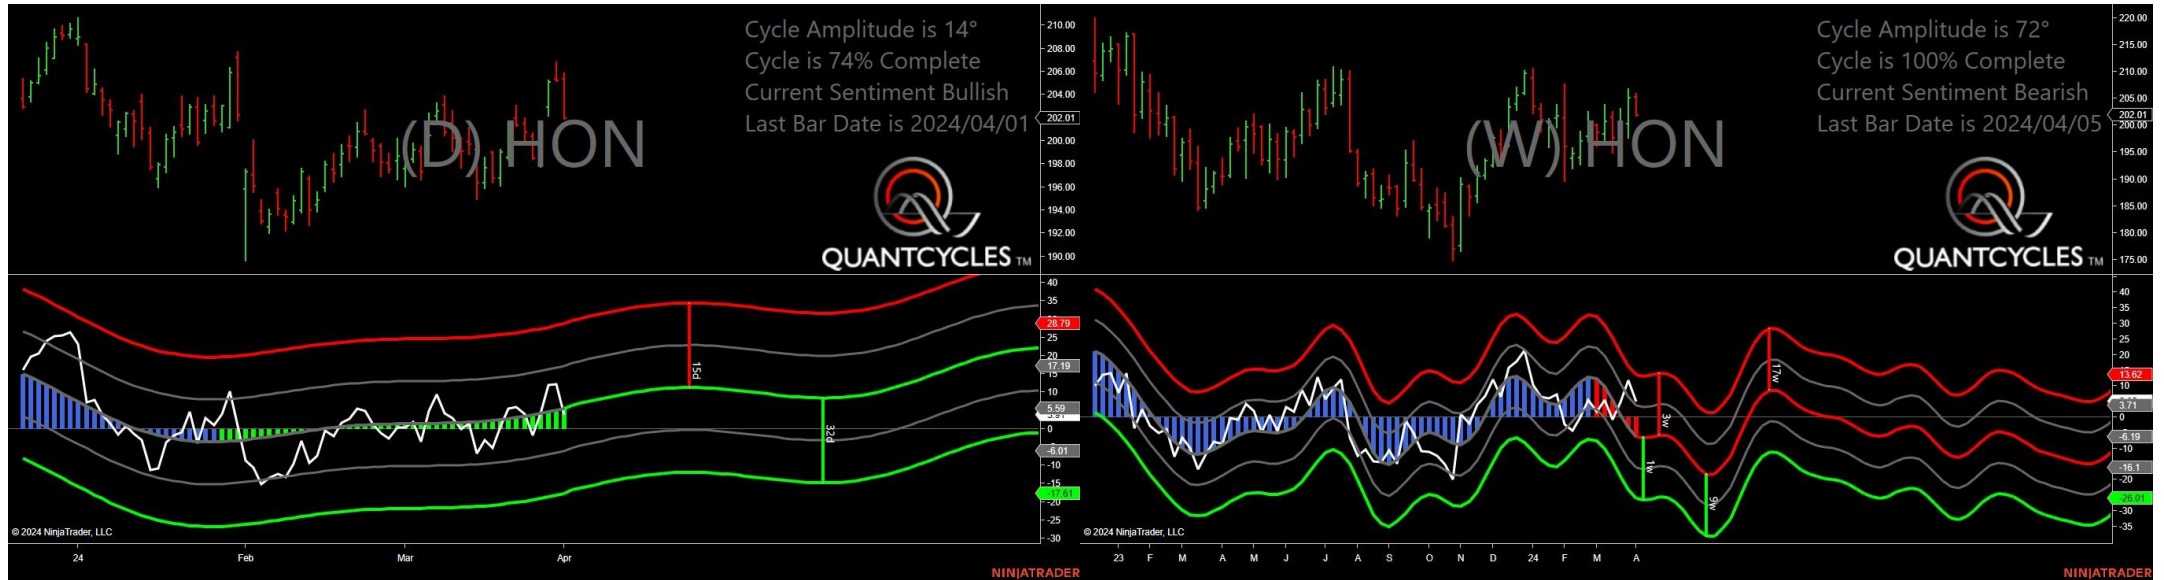 Cycle Amplitude is 14°
Cycle is 74% Complete
Current Sentiment Bullish
Last Bar Date is 2024/04/01
(D) HON
QUANTCYCLES TM
210.00
208.00
206.00
204.00
202.01
200.00
198.00
196.00
194.00
192.00
190.00
40
35
28.79
25
20
17.19
15
10
5.59
0
-6.01
-10
-15
-17.61
-20
-25
-30
15d
32d
© 2024 NinjaTrader, LLC
24
Feb
Mar
Apr
NINJATRADER
Cycle Amplitude is 72°
Cycle is 100% Complete
Current Sentiment Bearish
Last Bar Date is 2024/04/05
(W) HON
QUANTCYCLES TM
220.00
215.00
210.00
205.00
202.01
200.00
195.00
190.00
185.00
180.00
175.00
40
35
30
25
20
13.62
10
3.71
0
-6.19
-10
-16.1
-26.01
-30
-35
3w
1w
9w
17w
© 2024 NinjaTrader, LLC
23
F
M
A
M
J
J
A
S
O
N
D
24
F
M
A
NINJATRADER